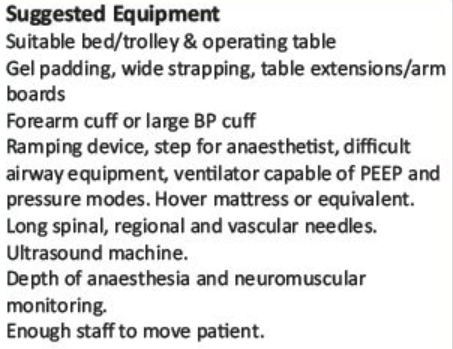 Suggested Equipment
Suitable bed/trolley & operating table
Gel padding, wide strapping, table extensions/arm
boards
Forearm cuff or large BP cuff
Ramping device, step for anaesthetist, difficult
airway equipment, ventilator capable of PEEP and
pressure modes. Hover mattress or equivalent.
Long spinal, regional and vascular needles.
Ultrasound machine.
Depth of anaesthesia and neuromuscular
monitoring.
Enough staff to move patient.